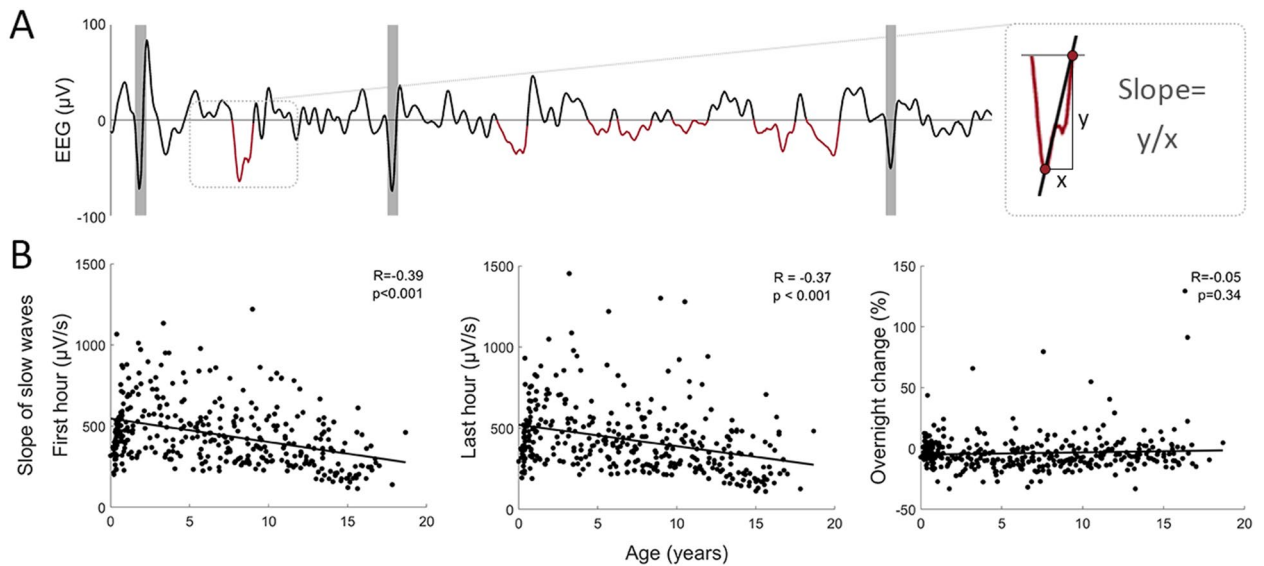 A
100
EEG (µV)
0
-100
Slope=
y/x
y
x
B
Slope of slow waves
First hour (µV/s)
1500
1000
500
0
0 5 10 15 20
R=-0.39
p<0.001
Last hour (µV/s)
1500
1000
500
0
0 5 10 15 20
R = -0.37
p < 0.001
Overnight change (%)
150
100
50
0
-50
0 5 10 15 20
R=-0.05
p=0.34
Age (years)